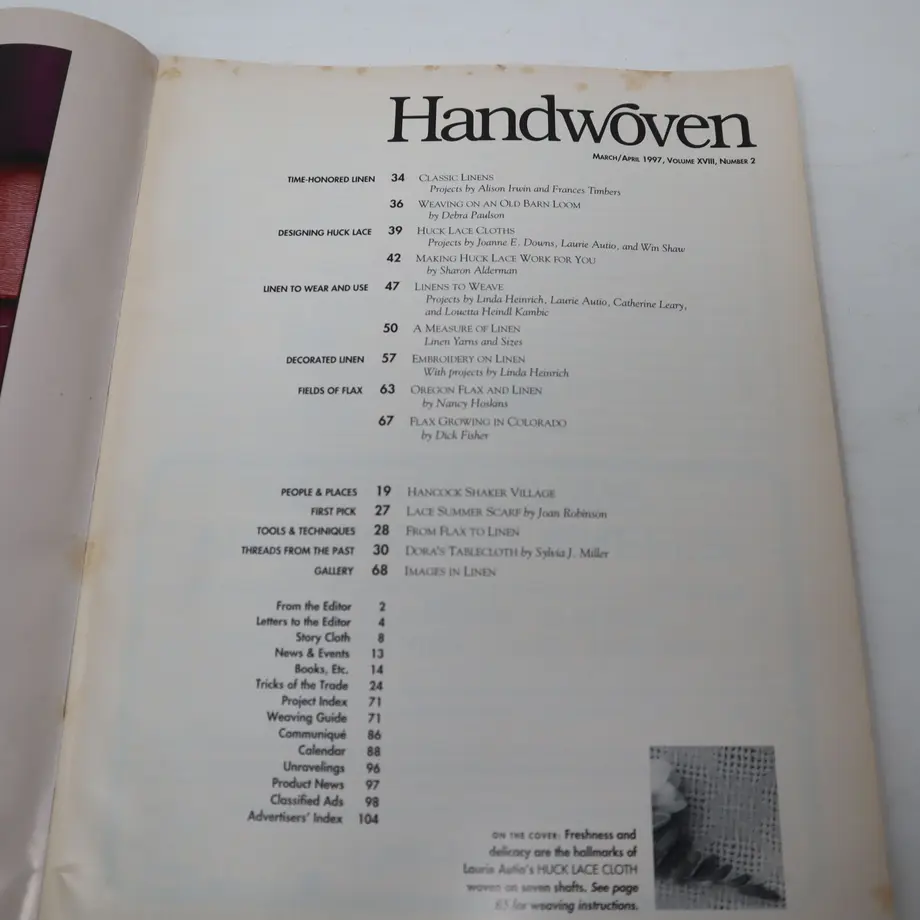 Handwoven
March/April 1997, Volume XVIII, Number 2
TIME-HONORED LINEN 34 Classic Linens
Projects by Alison Irwin and Frances Timbers
36 Weaving on an Old Barn Loom
by Debra Paulson
DESIGNING HUCK LACE 39 Huck Lace Cloths
Projects by Joanne E. Downs, Laurie Autio, and Win Shaw
42 Making Huck Lace Work for You
by Sharon Alderman
LINEN TO WEAR AND USE 47 Linens to Weave
Projects by Linda Heinrich, Laurie Autio, Catherine Leary,
and Louetta Heindl Kambic
50 A Measure of Linen
Linen Yarns and Sizes
DECORATED LINEN 57 Embroidery on Linen
With projects by Linda Heinrich
FIELDS OF FLAX 63 Oregon Flax and Linen
by Nancy Hoskins
67 Flax Growing in Colorado
by Dick Fisher
PEOPLE & PLACES 19 Hancock Shaker Village
FIRST PICK 27 Lace Summer Scarf by Joan Robinson
TOOLS & TECHNIQUES 28 From Flax to Linen
THREADS FROM THE PAST 30 Dora's Tablecloth by Sylvia J. Miller
GALLERY 68 Images in Linen
From the Editor 2
Letters to the Editor 4
Story Cloth 8
News & Events 13
Books, Etc. 14
Tricks of the Trade 24
Project Index 71
Weaving Guide 71
Communiqué 86
Calendar 88
Unravelings 96
Product News 97
Classified Ads 98
Advertisers' Index 104
ON THE COVER: Freshness and
delicacy are the hallmarks of
Laurie Autio's HUCK LACE CLOTH
woven on seven shafts. See page
for weaving instructions.